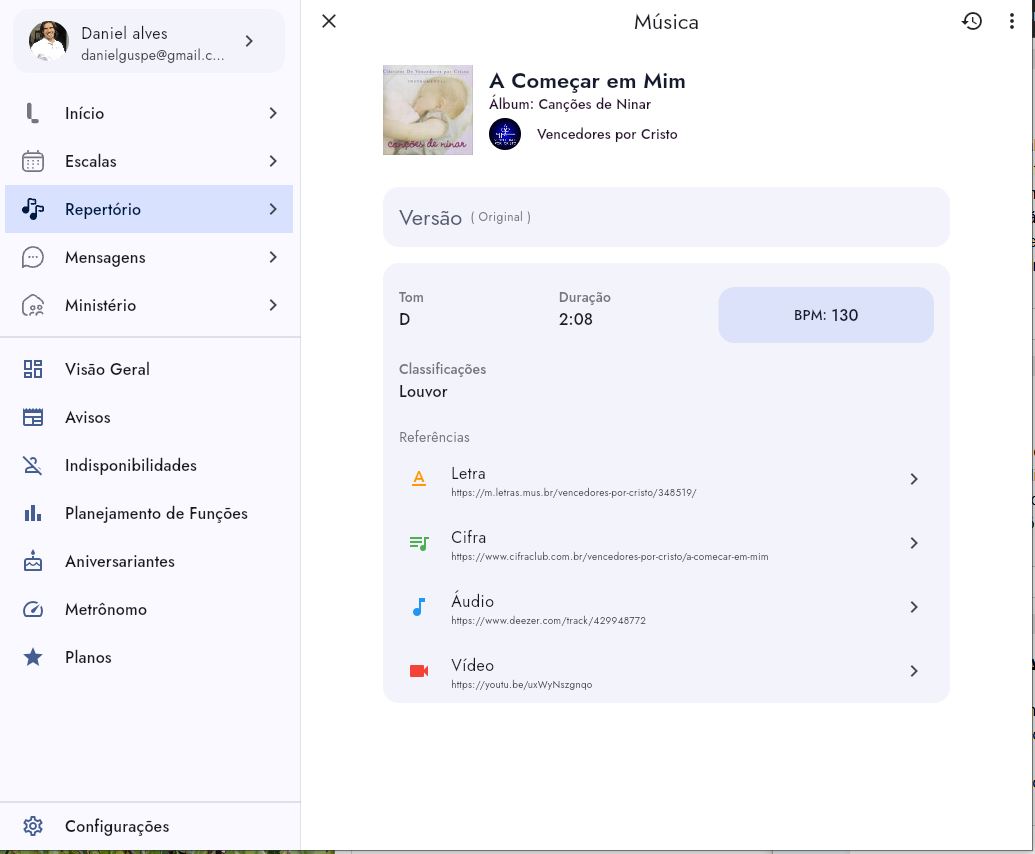 Daniel alves
danielguspe@gmail.c...
Início
Escalas
Repertório
Mensagens
Ministério
Visão Geral
Avisos
Indisponibilidades
Planejamento de Funções
Aniversariantes
Metrônomo
Planos
Configurações
Música
canções de ninar
A Começar em Mim
Álbum: Canções de Ninar
Vencedores por Cristo
Versão ( Original )
Tom
D
Duração
2:08
BPM: 130
Classificações
Louvor
Referências
Letra
https://m.letras.mus.br/vencedores-por-cristo/348519/
Cifra
https://www.cifraclub.com.br/vencedores-por-cristo/a-comecar-em-mim
Áudio
https://www.deezer.com/track/429948772
Vídeo
https://youtu.be/uxWyNszgnqo